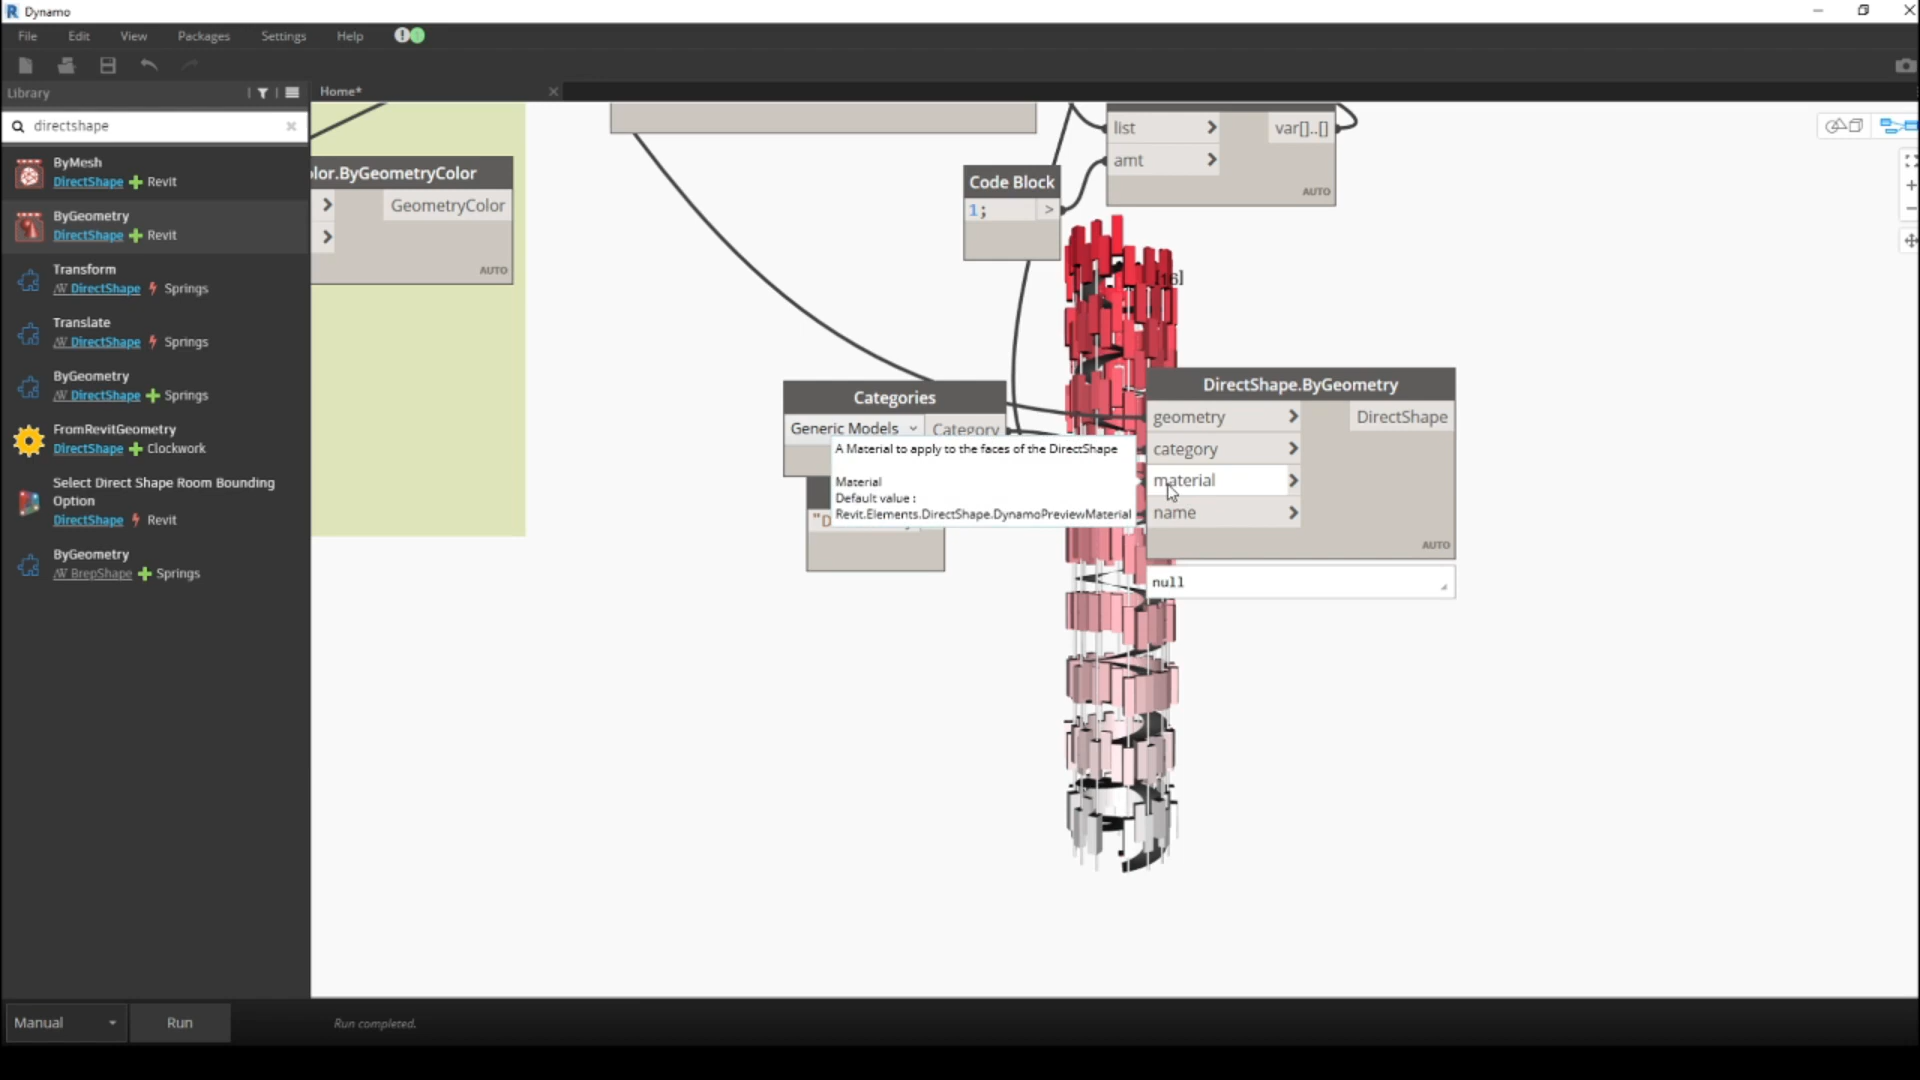 Dynamo
File Edit View Packages Settings Help
Library
Home*
directshape
ByMesh
DirectShape Revit
ByGeometry
DirectShape Revit
Transform
DirectShape Springs
Translate
DirectShape Springs
ByGeometry
DirectShape Springs
FromRevitGeometry
DirectShape Clockwork
Select Direct Shape Room Bounding
Option
DirectShape Revit
ByGeometry
BrepShape Springs
lor.ByGeometryColor
GeometryColor
AUTO
list > var[]..[]
amt >
AUTO
Code Block
1; >
[16]
Categories
Generic Models Category
"D
A Material to apply to the faces of the DirectShape
Material
Default value :
Revit.Elements.DirectShape.DynamoPreviewMaterial
DirectShape.ByGeometry
geometry > DirectShape
category >
material >
name >
AUTO
null
Manual Run Run completed.